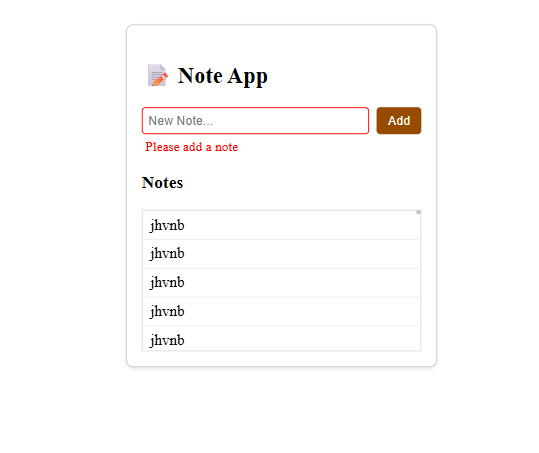 📝 Note App
New Note...
Add
Please add a note
Notes
jhvnb
jhvnb
jhvnb
jhvnb
jhvnb